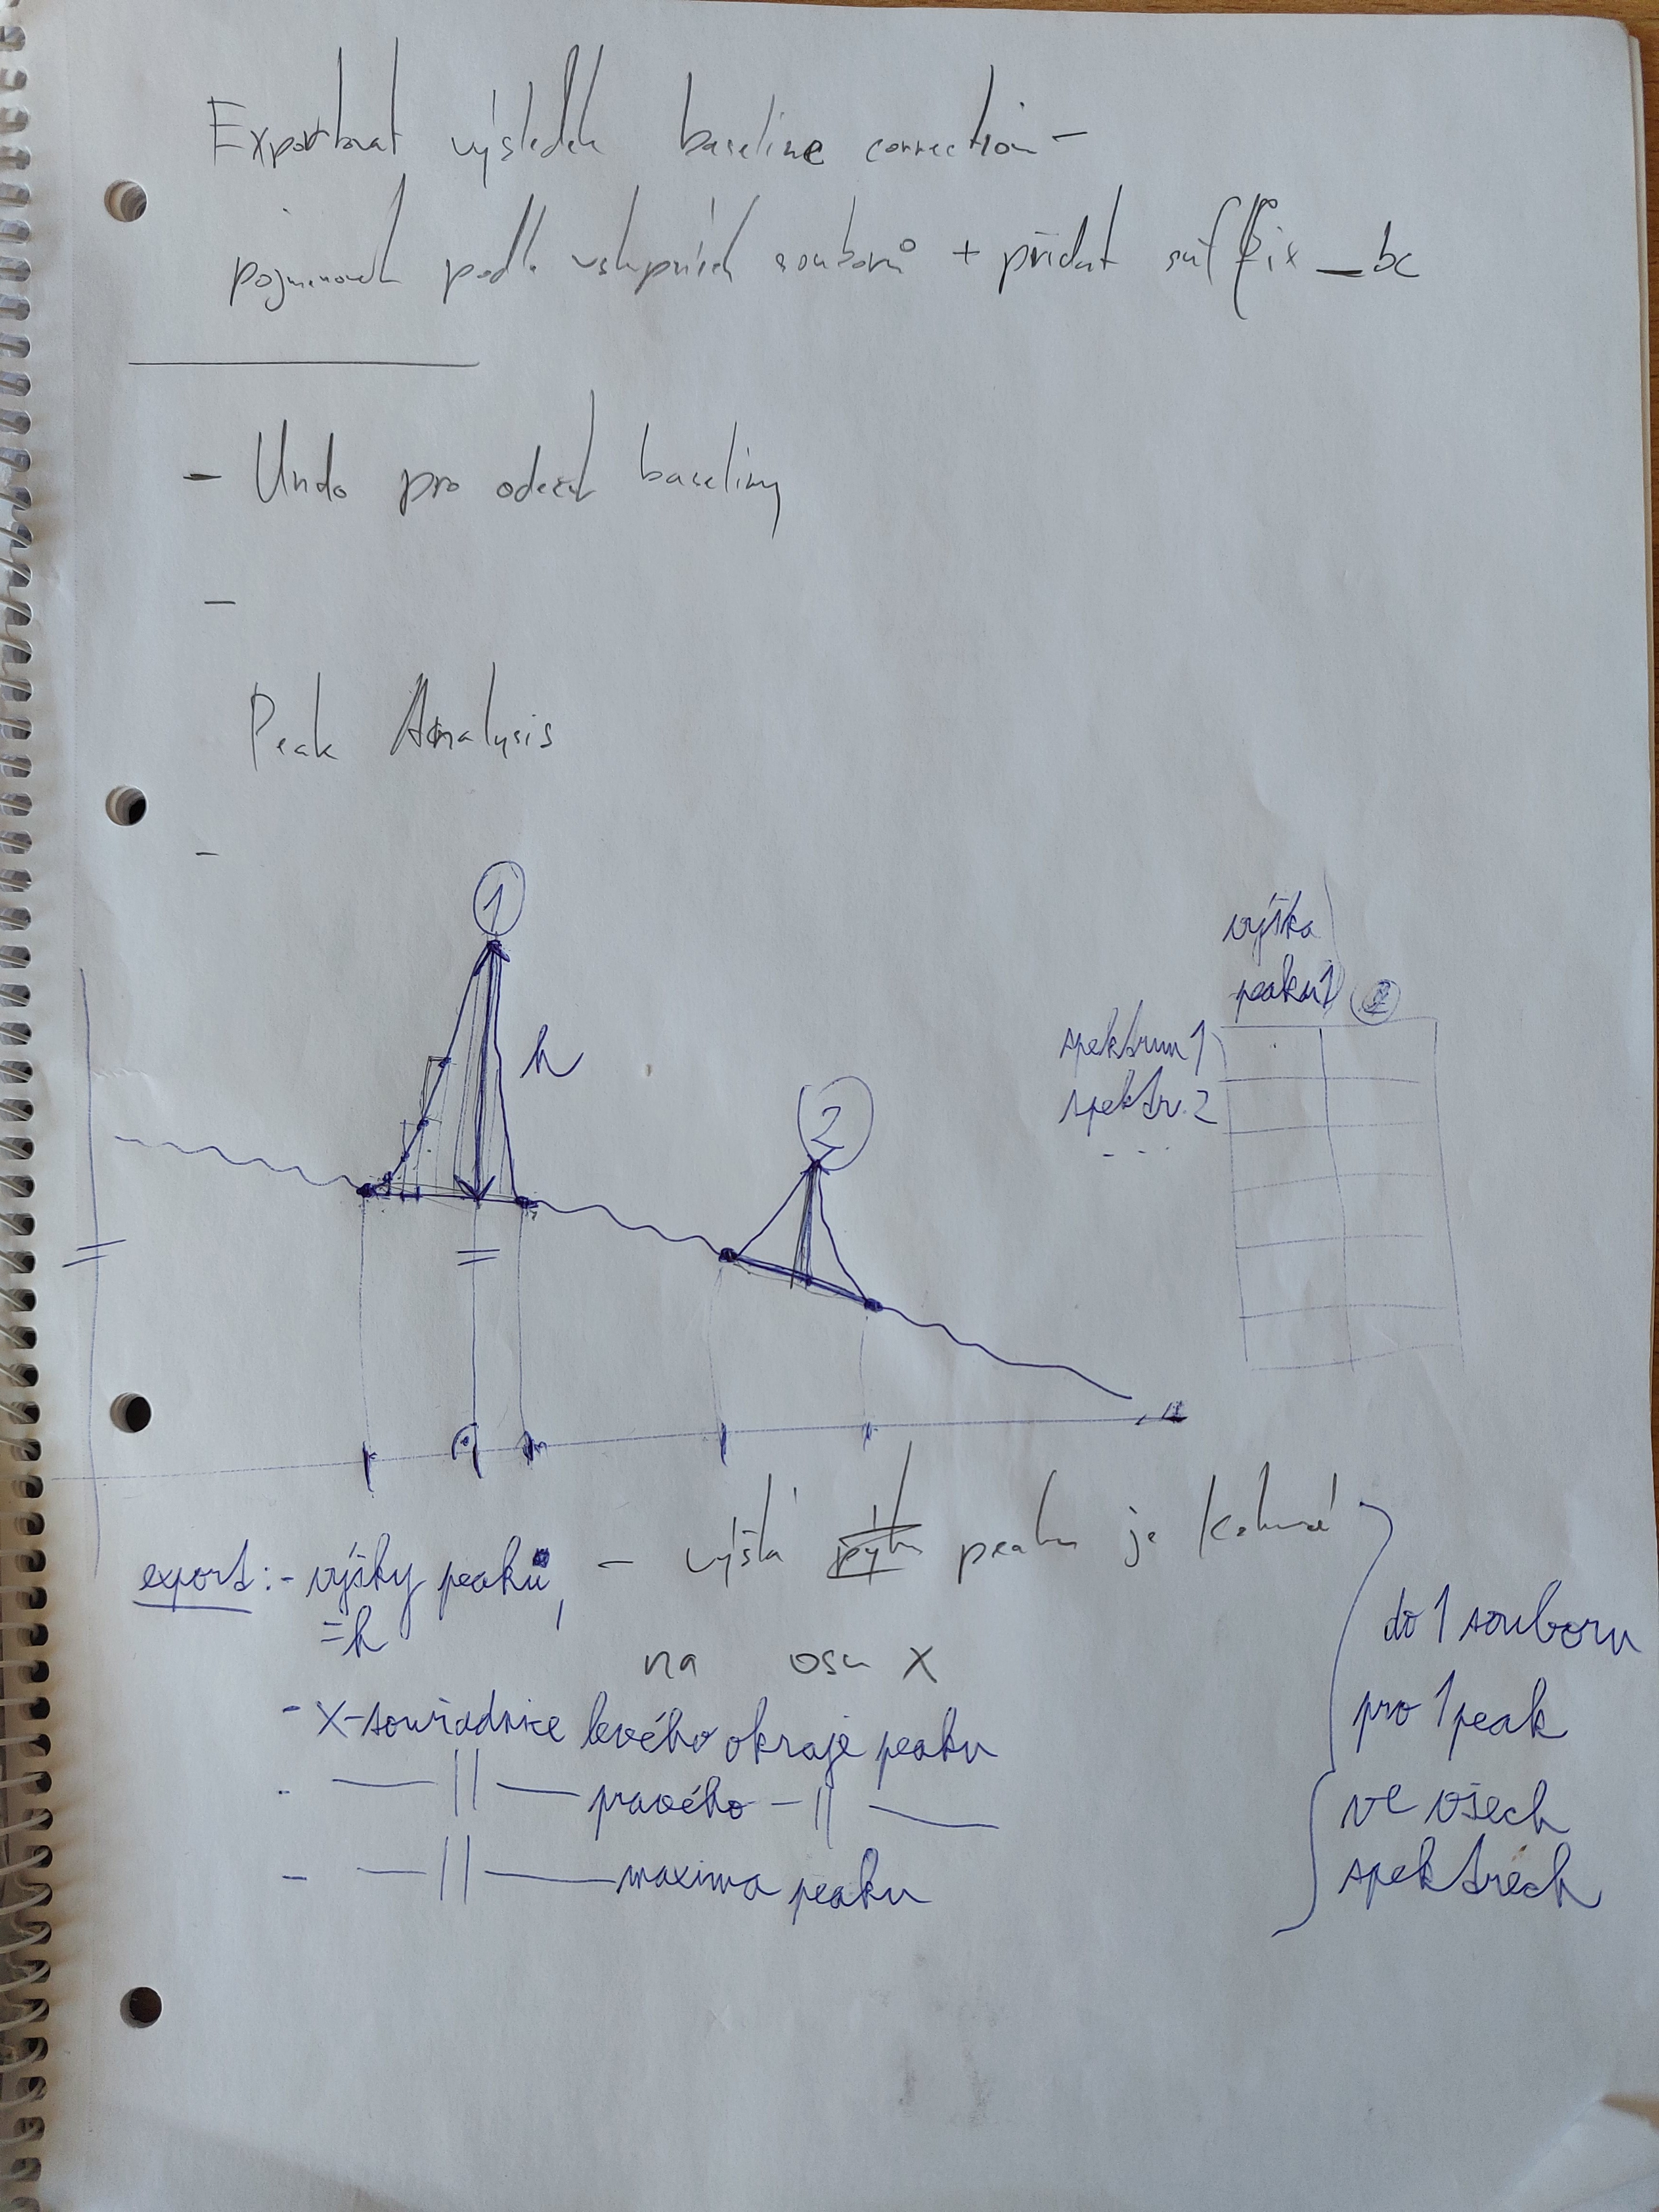 Exportovat výsledek baseline correction -
pojmenovat podle vstupních souborů + přidat suffix _bc
- Undo pro odečet baseliny
-
Peak Analysis
-
1
h
2
výška
peaku 1 2
spektrum 1
spektr. 2
...
export: - výšky peaků, - výška peaku je kolmá
= h
na osu x
- x-souřadnice levého okraje peaku
- —||— pravého —||—
- —||— maxima peaku
do 1 souboru
pro 1 peak
ve všech
spektrech